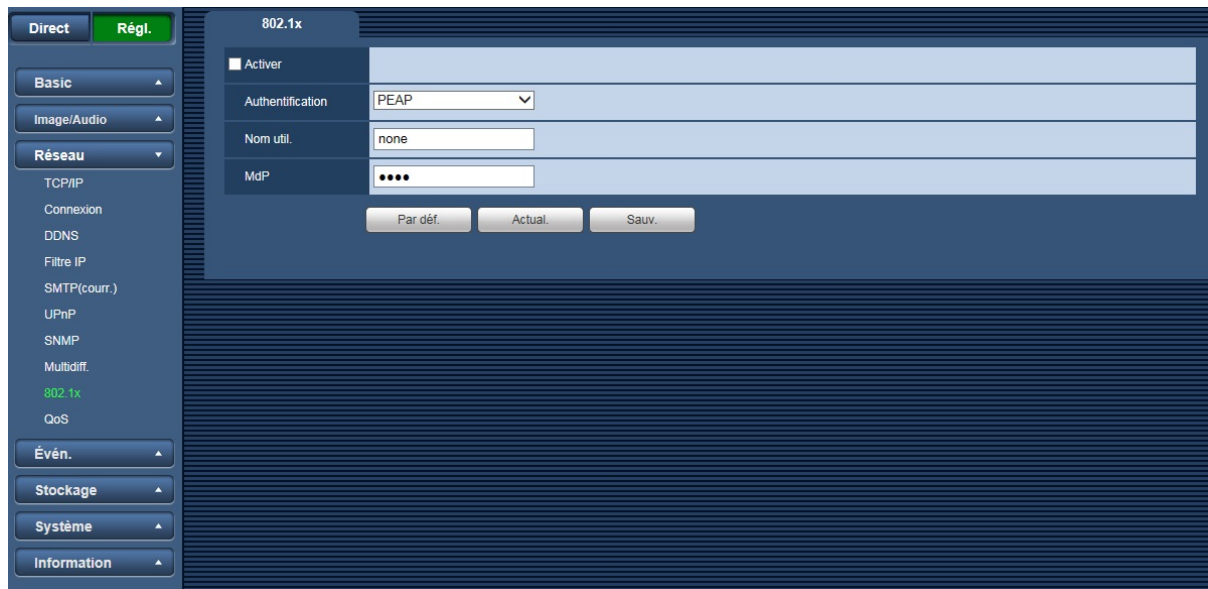 Direct
Régl.
Basic
Image/Audio
Réseau
TCP/IP
Connexion
DDNS
Filtre IP
SMTP(courr.)
UPnP
SNMP
Multidiff.
802.1x
QoS
Évén.
Stockage
Système
Information
802.1x
Activer
Authentification
PEAP
Nom util.
none
MdP
••••
Par déf.
Actual.
Sauv.